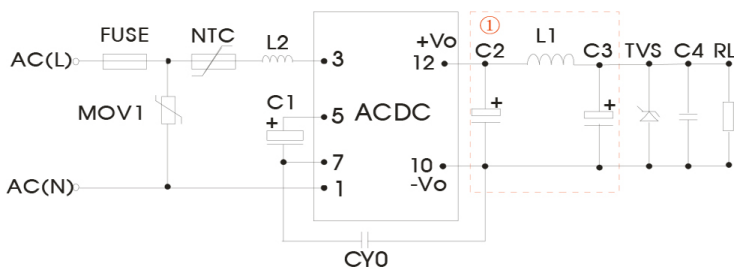 ①
FUSE NTC L2 +Vo C2 L1 C3 TVS C4 RL
AC(L) 3 12
C1 + + +
MOV1 5 ACDC
7 10
AC(N) 1 -Vo
CY0